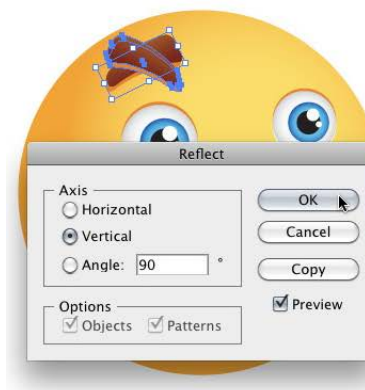 Reflect
Axis
Horizontal
Vertical
Angle: 90 °
OK
Cancel
Copy
Preview
Options
Objects Patterns